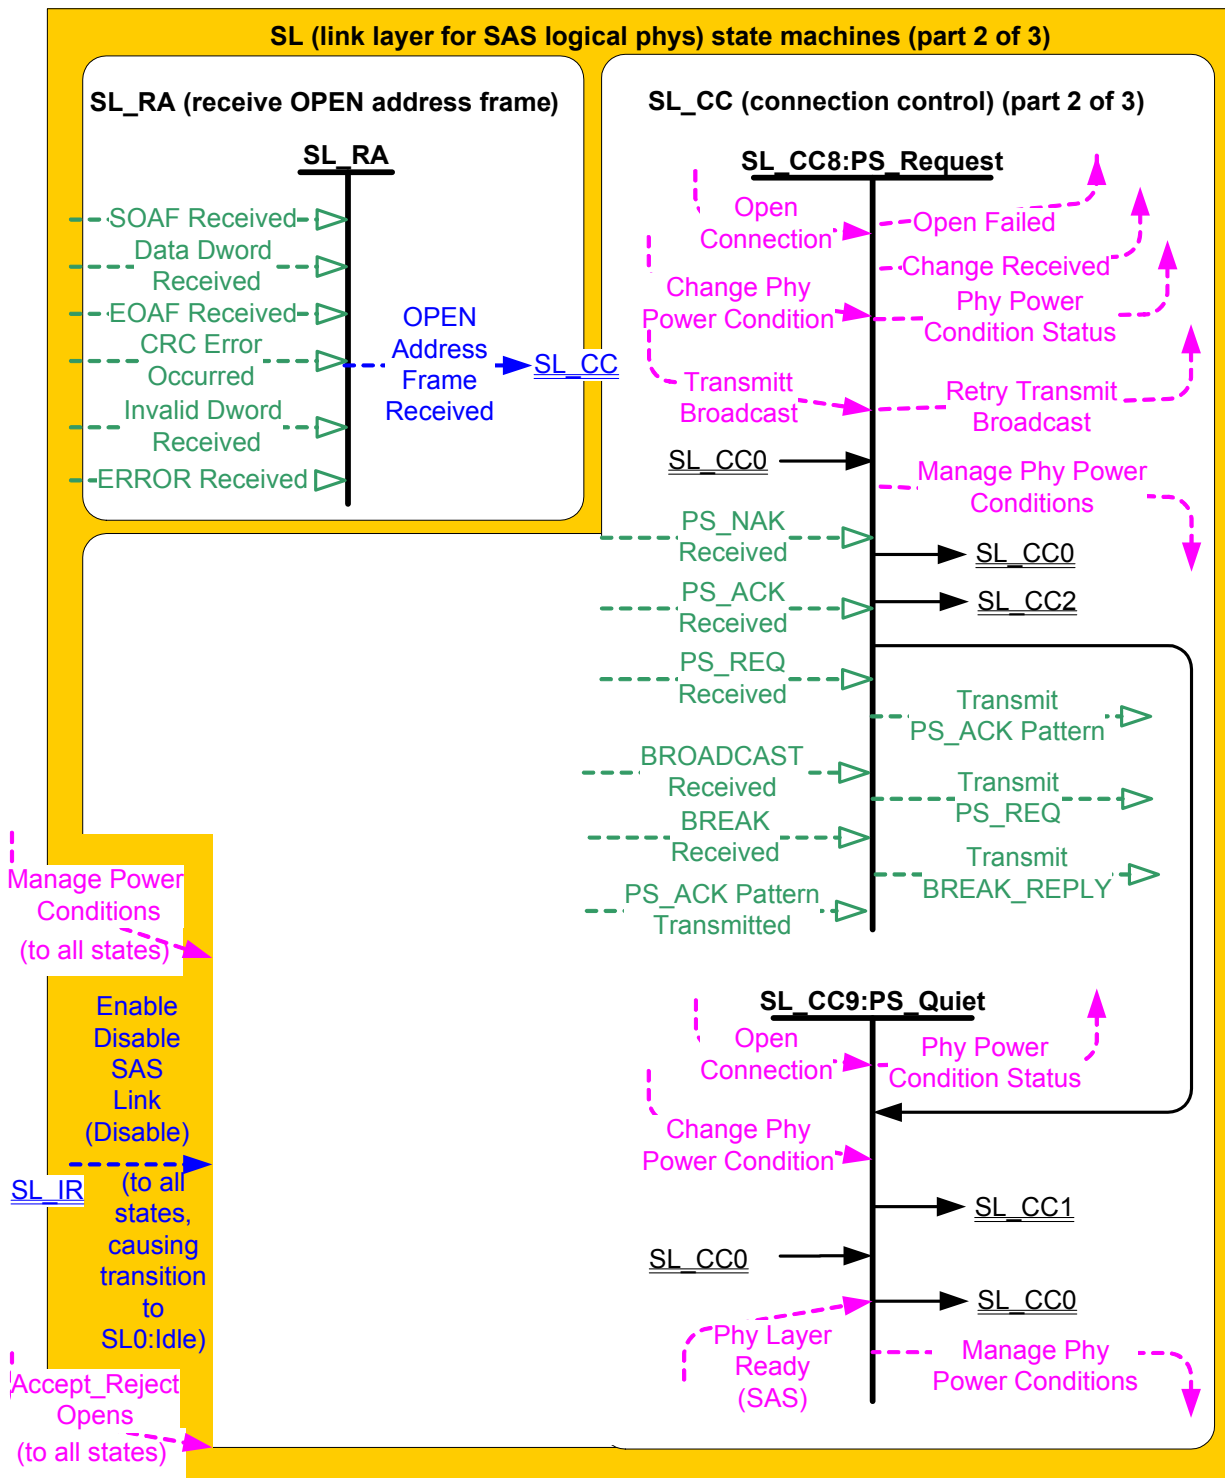 SL (link layer for SAS logical phys) state machines (part 2 of 3)
SL_RA (receive OPEN address frame)
SL_RA
SOAF Received
Data Dword
Received
EOAF Received
CRC Error
Occurred
Invalid Dword
Received
ERROR Received
OPEN
Address
Frame
Received
SL_CC
SL_CC (connection control) (part 2 of 3)
SL_CC8:PS_Request
Open
Connection
Open Failed
Change Received
Change Phy
Power Condition
Phy Power
Condition Status
Transmitt
Broadcast
Retry Transmit
Broadcast
SL_CC0
Manage Phy Power
Conditions
PS_NAK
Received
SL_CC0
PS_ACK
Received
SL_CC2
PS_REQ
Received
Transmit
PS_ACK Pattern
BROADCAST
Received
Transmit
PS_REQ
BREAK
Received
Transmit
BREAK_REPLY
PS_ACK Pattern
Transmitted
Manage Power
Conditions
(to all states)
Enable
Disable
SAS
Link
(Disable)
SL_IR
(to all
states,
causing
transition
to
SL0:Idle)
Accept_Reject
Opens
(to all states)
SL_CC9:PS_Quiet
Open
Connection
Phy Power
Condition Status
Change Phy
Power Condition
SL_CC1
SL_CC0
SL_CC0
Phy Layer
Ready
(SAS)
Manage Phy
Power Conditions